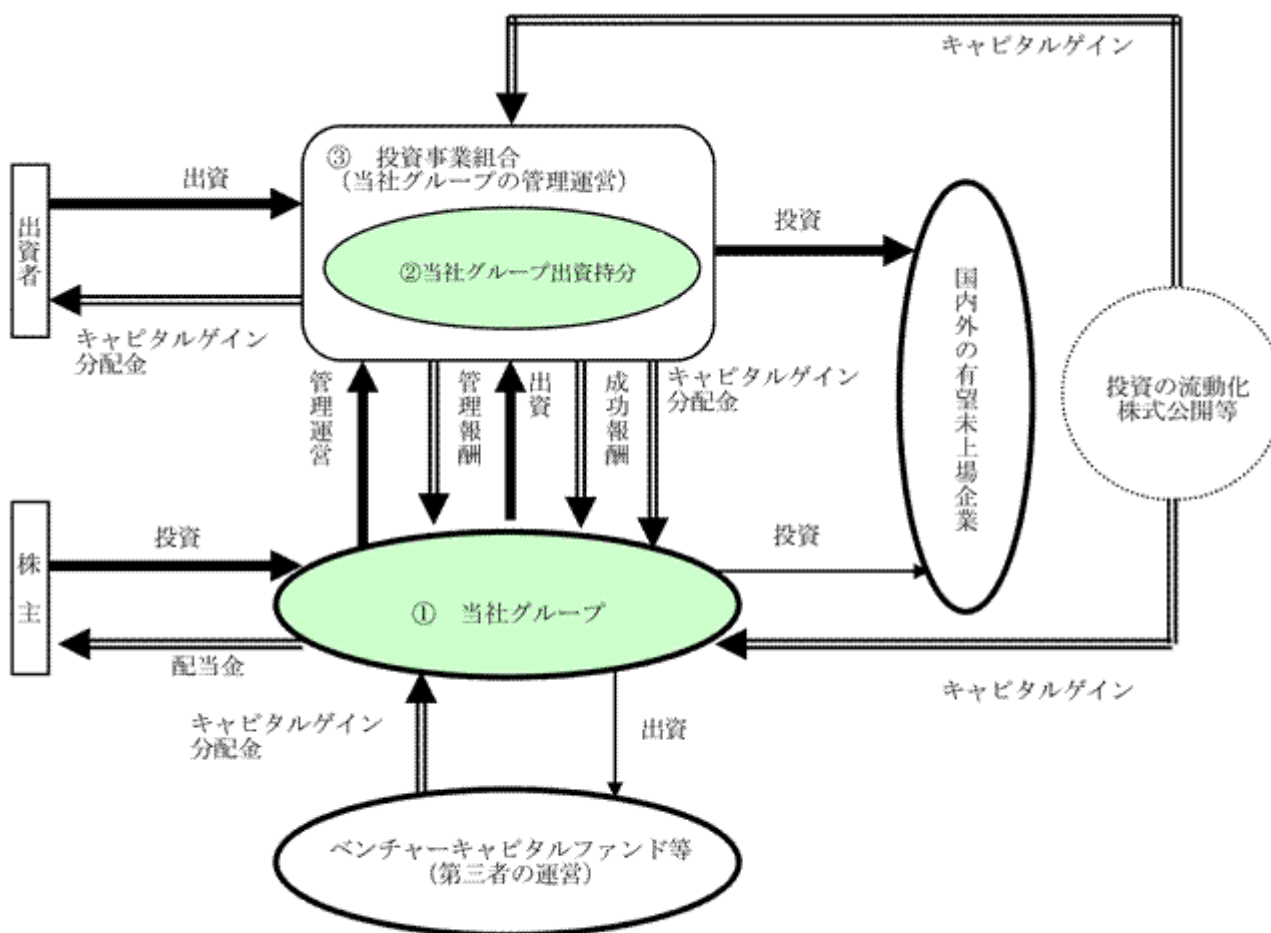 キャピタルゲイン
③ 投資事業組合
（当社グループの管理運営）
②当社グループ出資持分
出資者
出資
キャピタルゲイン
分配金
投資
国内外の有望未上場企業
投資の流動化
株式公開等
管理運営
管理報酬
出資
成功報酬
キャピタルゲイン
分配金
株主
投資
配当金
① 当社グループ
投資
キャピタルゲイン
キャピタルゲイン
分配金
出資
ベンチャーキャピタルファンド等
（第三者の運営）